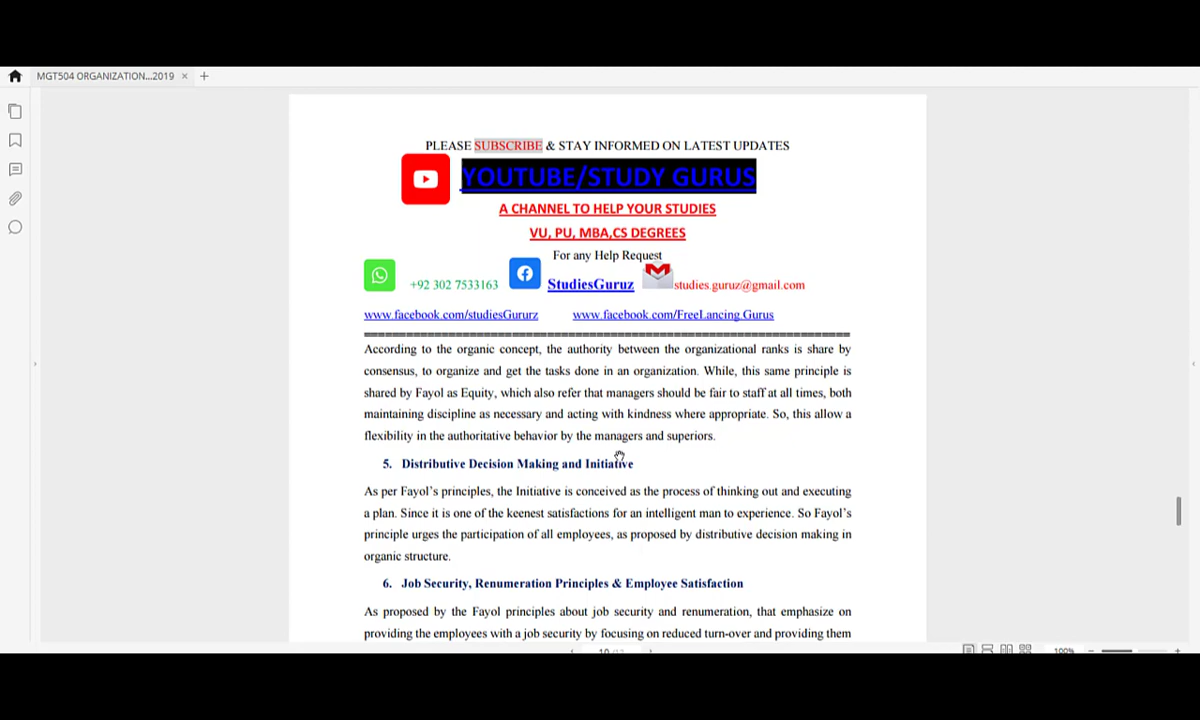 MGT504 ORGANIZATION...2019
PLEASE SUBSCRIBE & STAY INFORMED ON LATEST UPDATES
YOUTUBE/STUDY GURUS
A CHANNEL TO HELP YOUR STUDIES
VU, PU, MBA,CS DEGREES
For any Help Request
+92 302 7533163 StudiesGuruz studies.guruz@gmail.com
www.facebook.com/studiesGururz www.facebook.com/FreeLancing.Gurus
According to the organic concept, the authority between the organizational ranks is share by
consensus, to organize and get the tasks done in an organization. While, this same principle is
shared by Fayol as Equity, which also refer that managers should be fair to staff at all times, both
maintaining discipline as necessary and acting with kindness where appropriate. So, this allow a
flexibility in the authoritative behavior by the managers and superiors.
5. Distributive Decision Making and Initiative
As per Fayol's principles, the Initiative is conceived as the process of thinking out and executing
a plan. Since it is one of the keenest satisfactions for an intelligent man to experience. So Fayol's
principle urges the participation of all employees, as proposed by distributive decision making in
organic structure.
6. Job Security, Renumeration Principles & Employee Satisfaction
As proposed by the Fayol principles about job security and renumeration, that emphasize on
providing the employees with a job security by focusing on reduced turn-over and providing them
100%